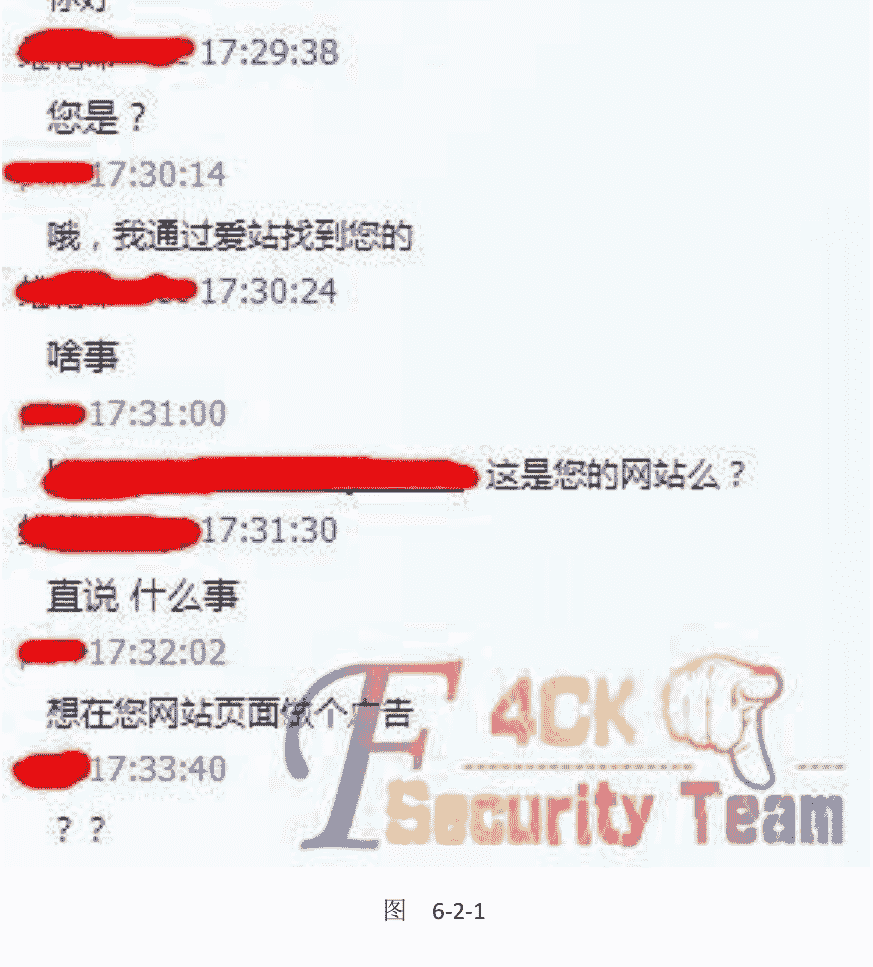 你好
17:29:38
您是？
17:30:14
哦，我通过爱站找到您的
17:30:24
啥事
17:31:00
这是您的网站么？
17:31:30
直说 什么事
17:32:02
想在您网站页面做个广告
17:33:40
？？
F4CK
Security Team
图 6-2-1